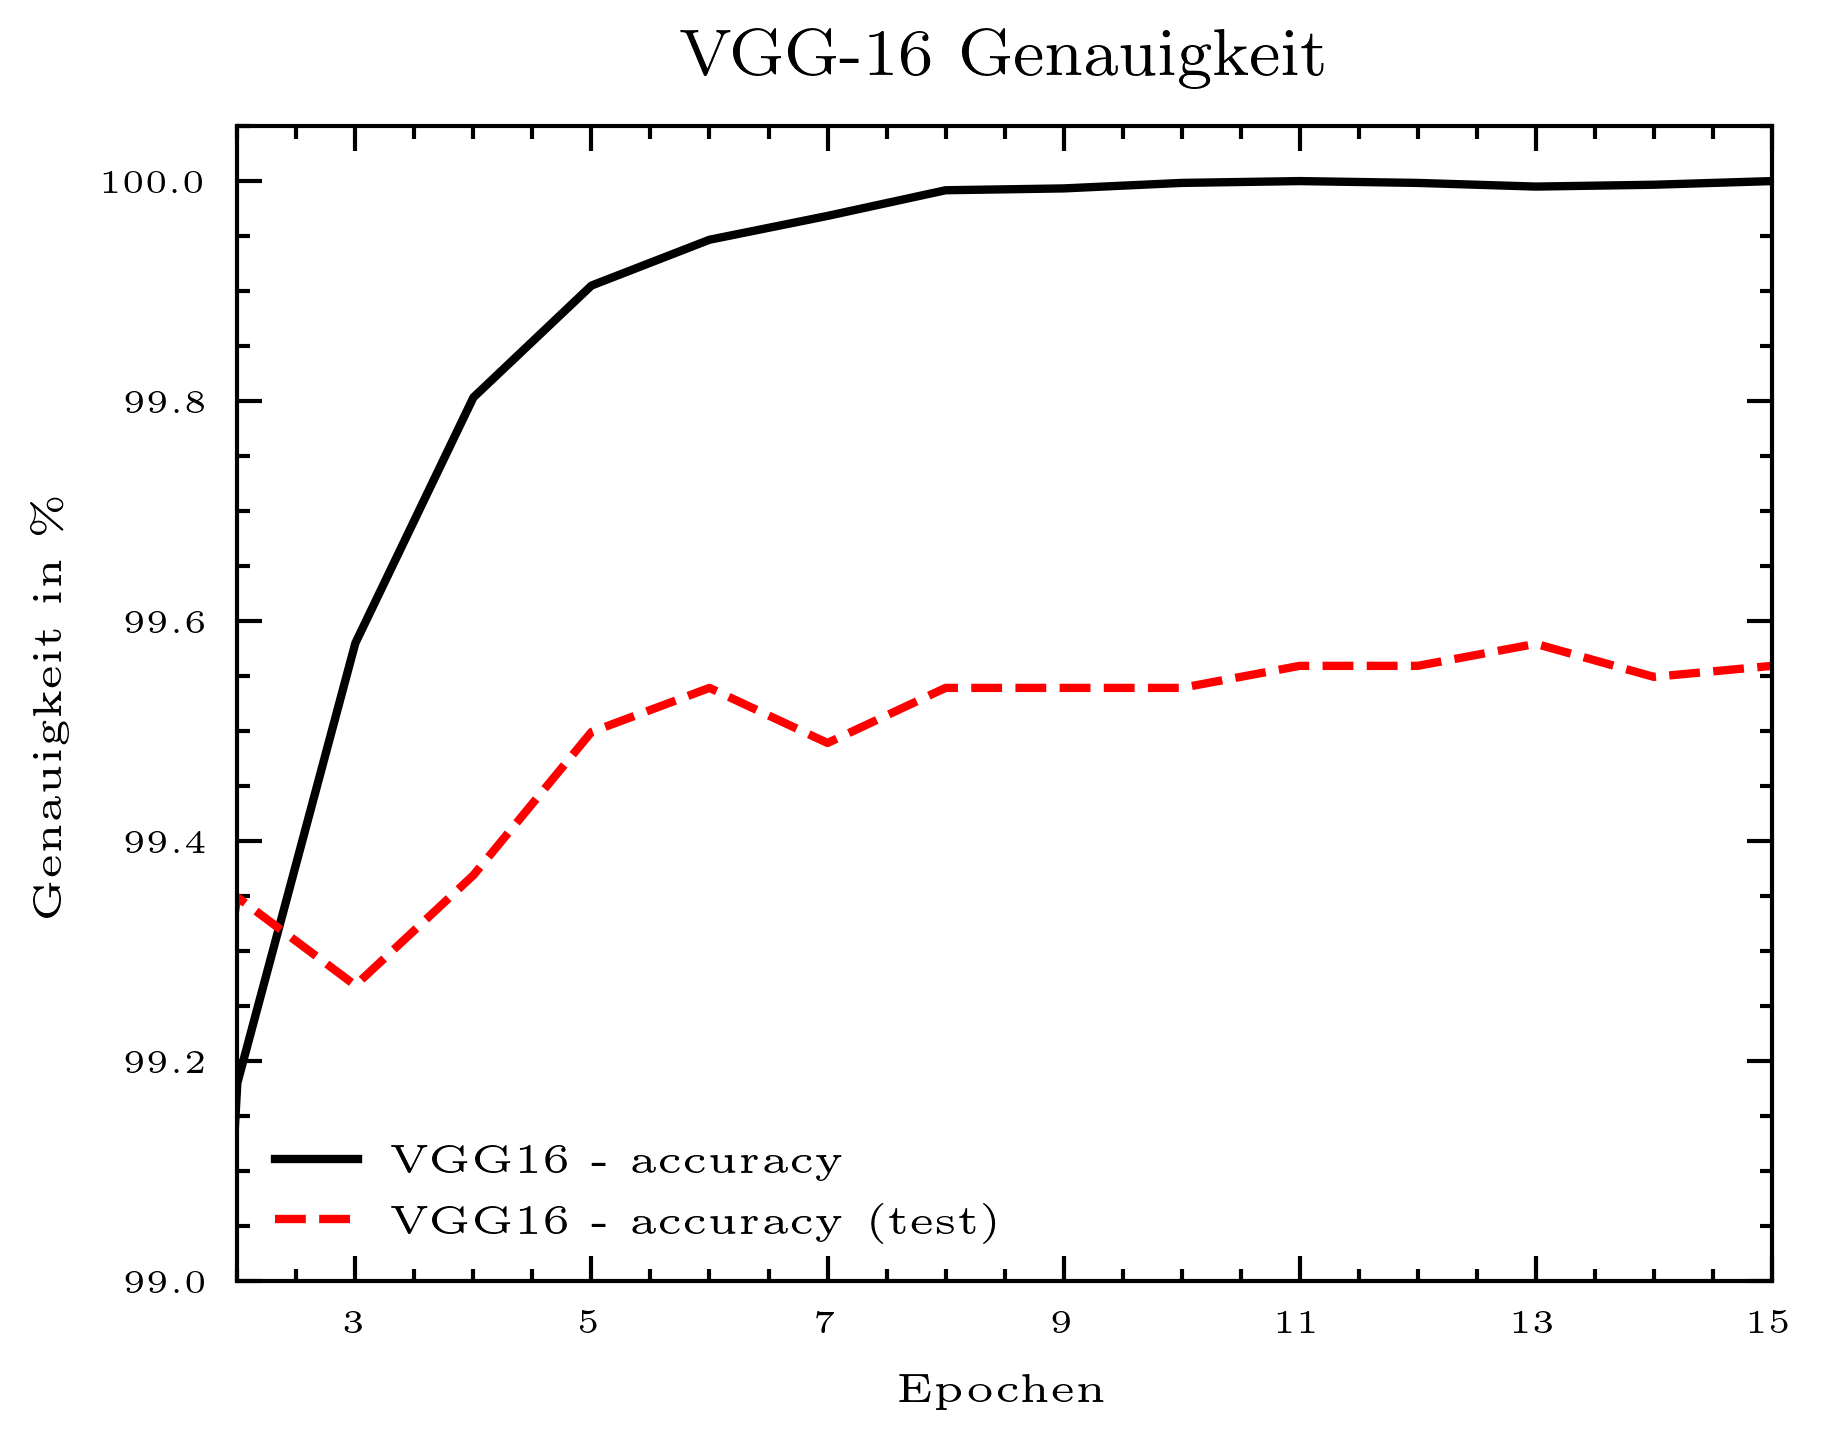 VGG-16 Genauigkeit
100.0
99.8
99.6
99.4
99.2
99.0
Genauigkeit in %
VGG16 - accuracy
VGG16 - accuracy (test)
3 5 7 9 11 13 15
Epochen